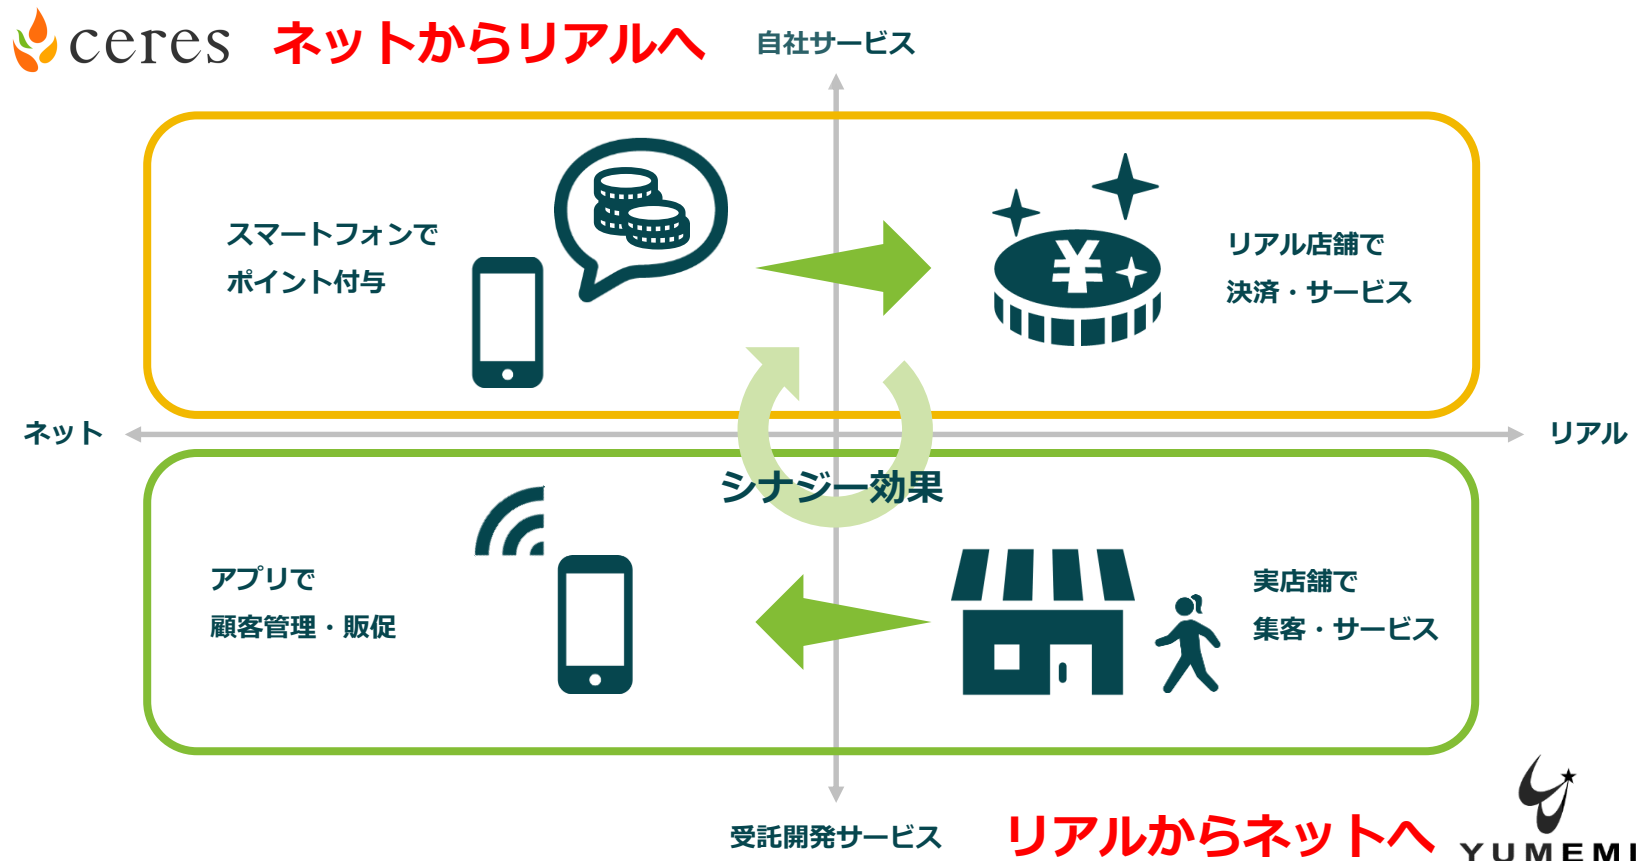 ceres
ネットからリアルへ
自社サービス
スマートフォンで
ポイント付与
リアル店舗で
決済・サービス
ネット
リアル
シナジー効果
アプリで
顧客管理・販促
実店舗で
集客・サービス
受託開発サービス
リアルからネットへ
YUMEMI